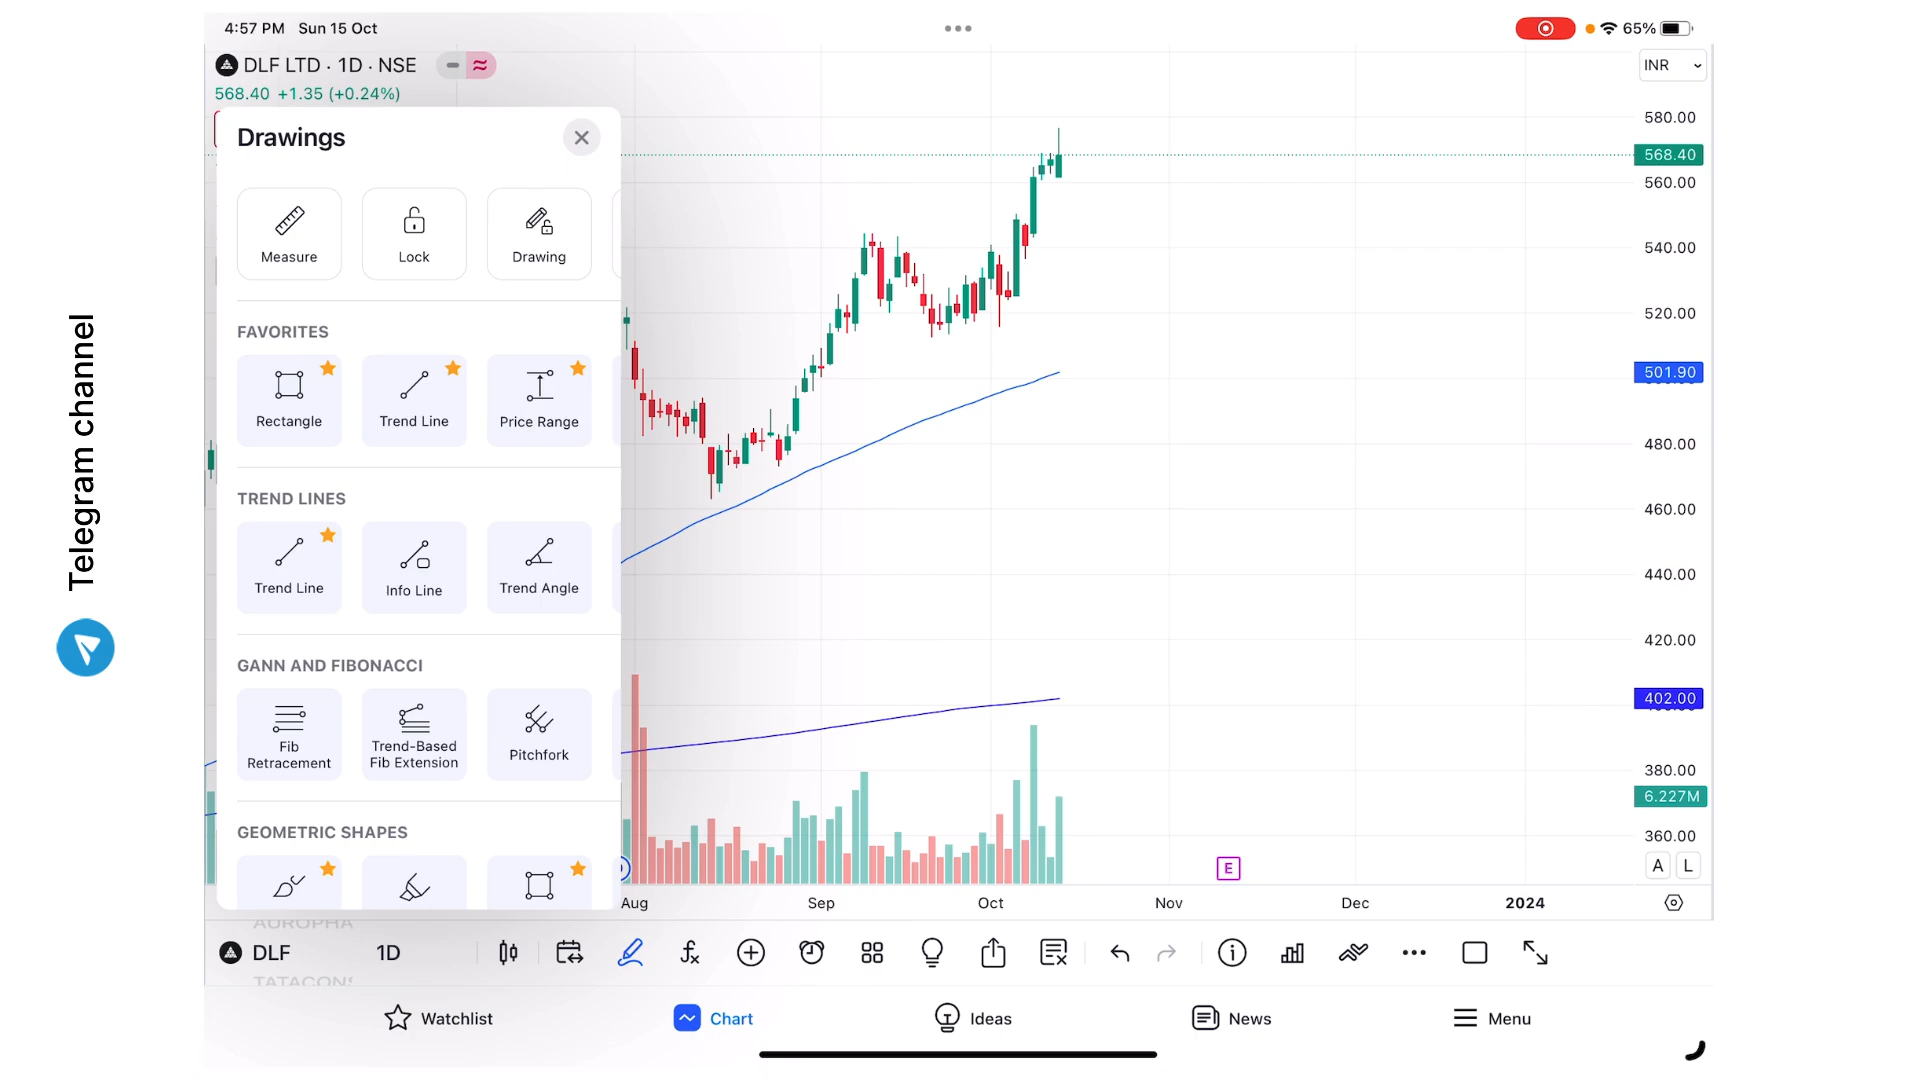 4:57 PM Sun 15 Oct
65%
DLF LTD · 1D · NSE
INR
568.40 +1.35 (+0.24%)
Drawings
Measure
Lock
Drawing
FAVORITES
Rectangle
Trend Line
Price Range
TREND LINES
Trend Line
Info Line
Trend Angle
GANN AND FIBONACCI
Fib
Retracement
Trend-Based
Fib Extension
Pitchfork
GEOMETRIC SHAPES
580.00
568.40
560.00
540.00
520.00
501.90
480.00
460.00
440.00
420.00
402.00
380.00
6.227M
360.00
A L
E
Aug Sep Oct Nov Dec 2024
AUROPHA
DLF 1D
Watchlist
Chart
Ideas
News
Menu
Telegram channel